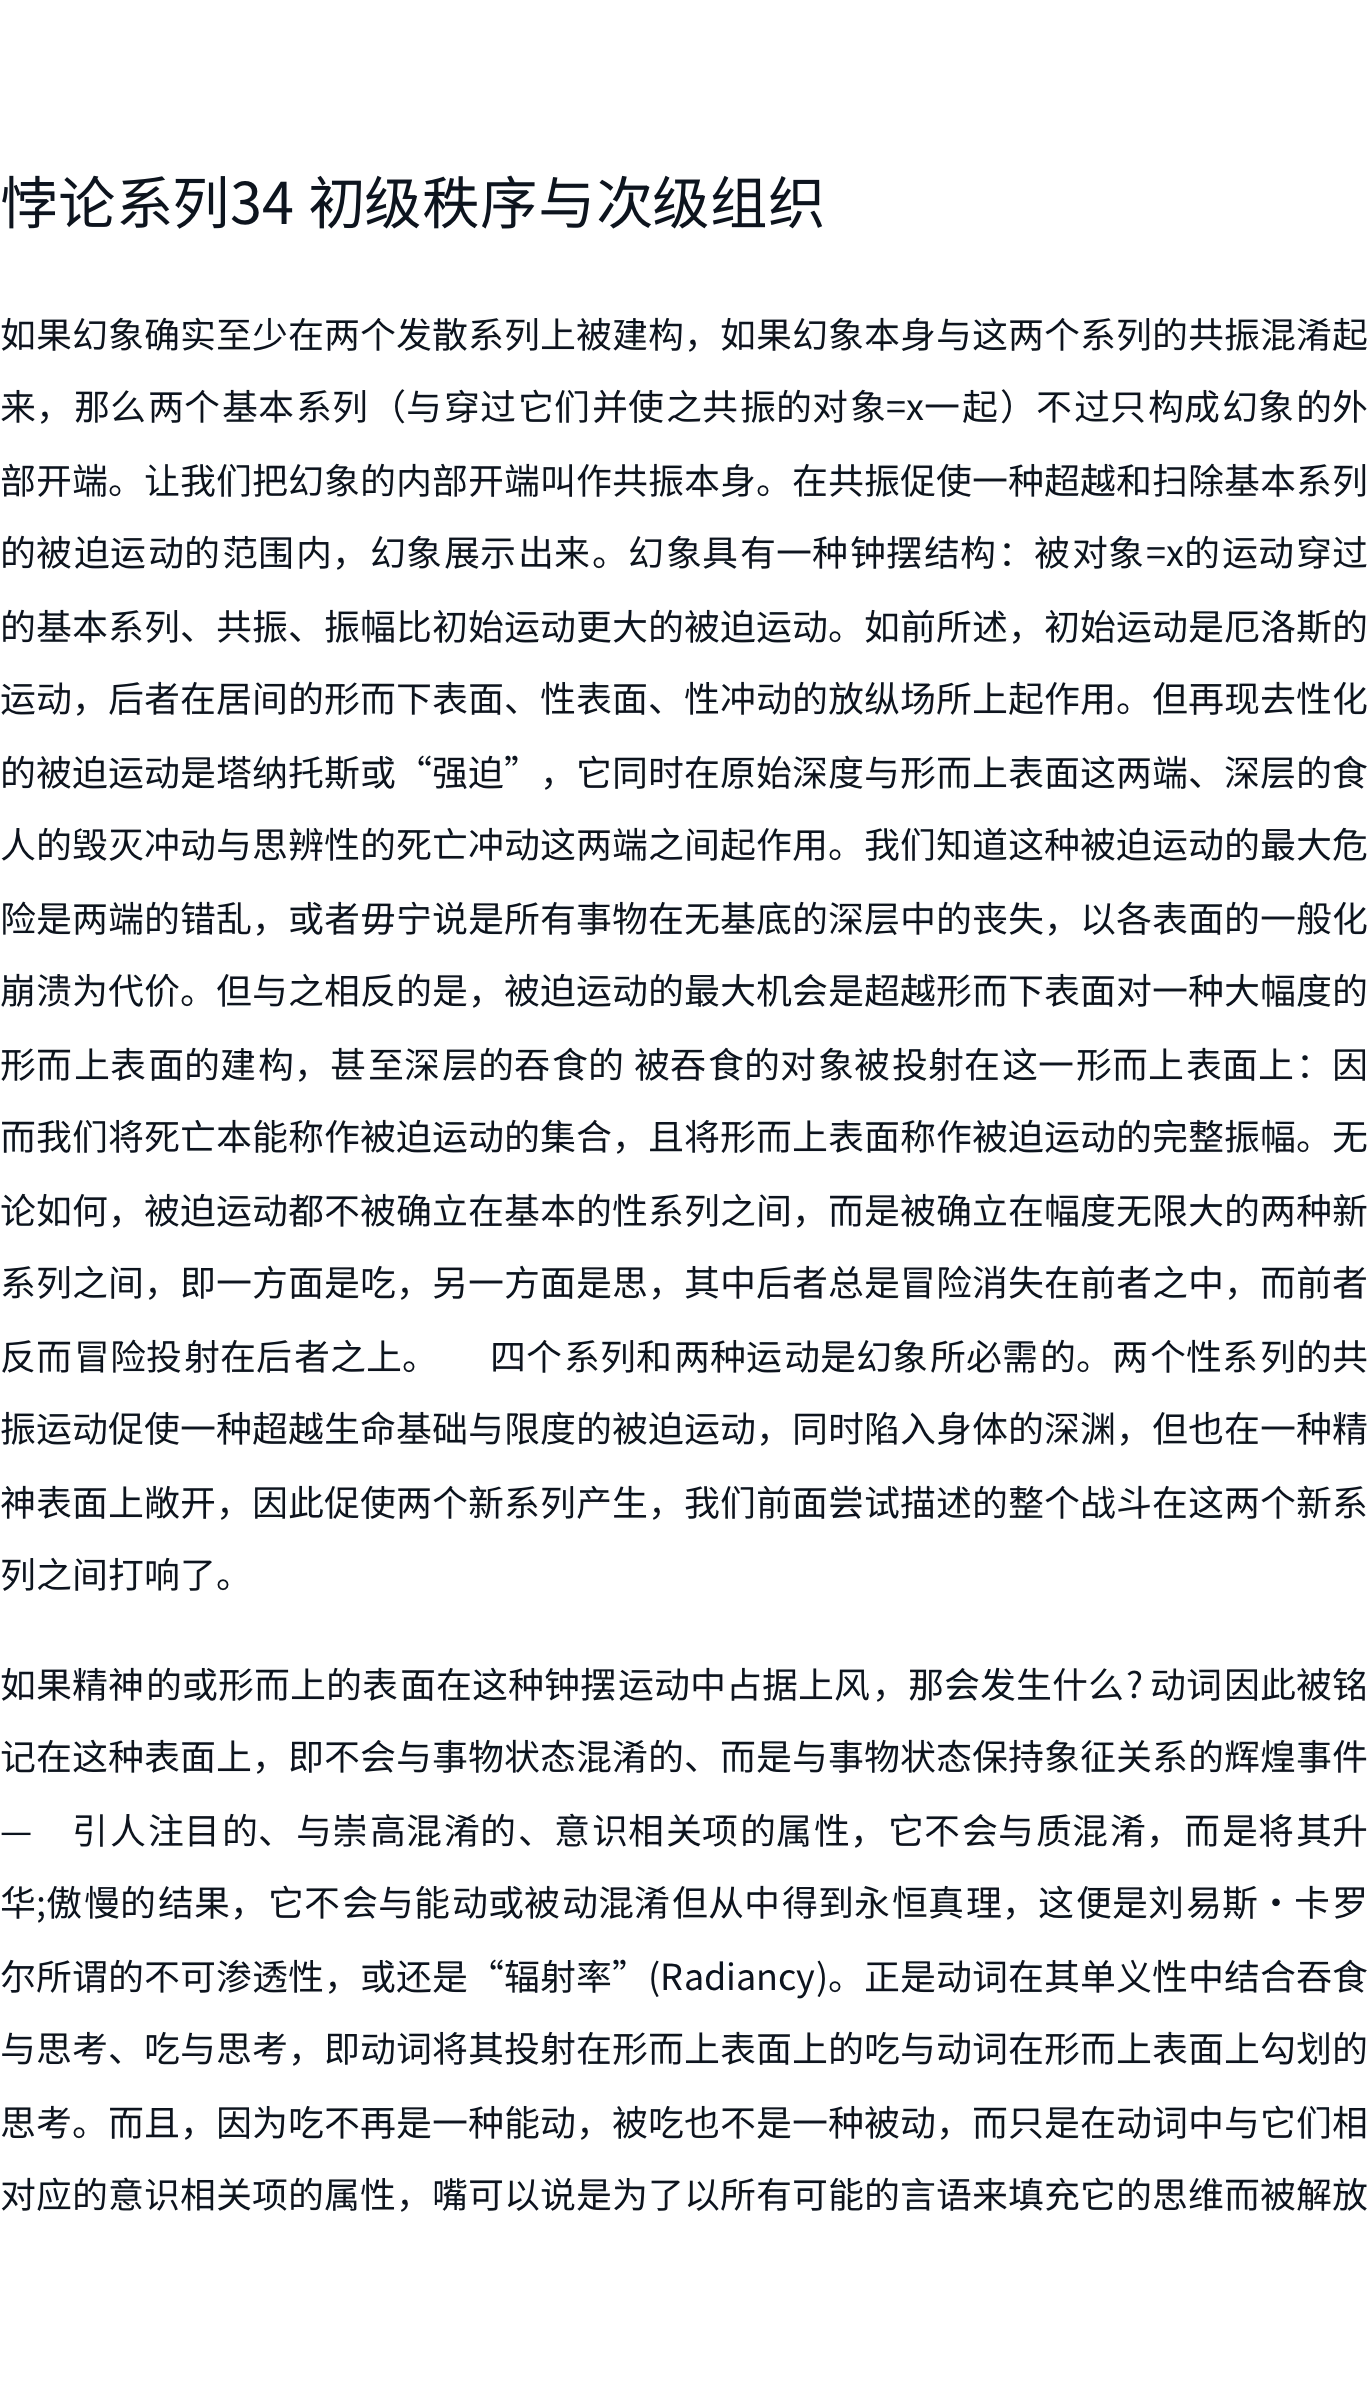 悖论系列34 初级秩序与次级组织
如果幻象确实至少在两个发散系列上被建构，如果幻象本身与这两个系列的共振混淆起
来，那么两个基本系列（与穿过它们并使之共振的对象=x一起）不过只构成幻象的外
部开端。让我们把幻象的内部开端叫作共振本身。在共振促使一种超越和扫除基本系列
的被迫运动的范围内，幻象展示出来。幻象具有一种钟摆结构：被对象=x的运动穿过
的基本系列、共振、振幅比初始运动更大的被迫运动。如前所述，初始运动是厄洛斯的
运动，后者在居间的形而下表面、性表面、性冲动的放纵场所上起作用。但再现去性化
的被迫运动是塔纳托斯或“强迫”，它同时在原始深度与形而上表面这两端、深层的食
人的毁灭冲动与思辨性的死亡冲动这两端之间起作用。我们知道这种被迫运动的最大危
险是两端的错乱，或者毋宁说是所有事物在无基底的深层中的丧失，以各表面的一般化
崩溃为代价。但与之相反的是，被迫运动的最大机会是超越形而下表面对一种大幅度的
形而上表面的建构，甚至深层的吞食的 被吞食的对象被投射在这一形而上表面上：因
而我们将死亡本能称作被迫运动的集合，且将形而上表面称作被迫运动的完整振幅。无
论如何，被迫运动都不被确立在基本的性系列之间，而是被确立在幅度无限大的两种新
系列之间，即一方面是吃，另一方面是思，其中后者总是冒险消失在前者之中，而前者
反而冒险投射在后者之上。　　四个系列和两种运动是幻象所必需的。两个性系列的共
振运动促使一种超越生命基础与限度的被迫运动，同时陷入身体的深渊，但也在一种精
神表面上敞开，因此促使两个新系列产生，我们前面尝试描述的整个战斗在这两个新系
列之间打响了。
如果精神的或形而上的表面在这种钟摆运动中占据上风，那会发生什么? 动词因此被铭
记在这种表面上，即不会与事物状态混淆的、而是与事物状态保持象征关系的辉煌事件
—　引人注目的、与崇高混淆的、意识相关项的属性，它不会与质混淆，而是将其升
华;傲慢的结果，它不会与能动或被动混淆但从中得到永恒真理，这便是刘易斯·卡罗
尔所谓的不可渗透性，或还是“辐射率”(Radiancy)。正是动词在其单义性中结合吞食
与思考、吃与思考，即动词将其投射在形而上表面上的吃与动词在形而上表面上勾划的
思考。而且，因为吃不再是一种能动，被吃也不是一种被动，而只是在动词中与它们相
对应的意识相关项的属性，嘴可以说是为了以所有可能的言语来填充它的思维而被解放